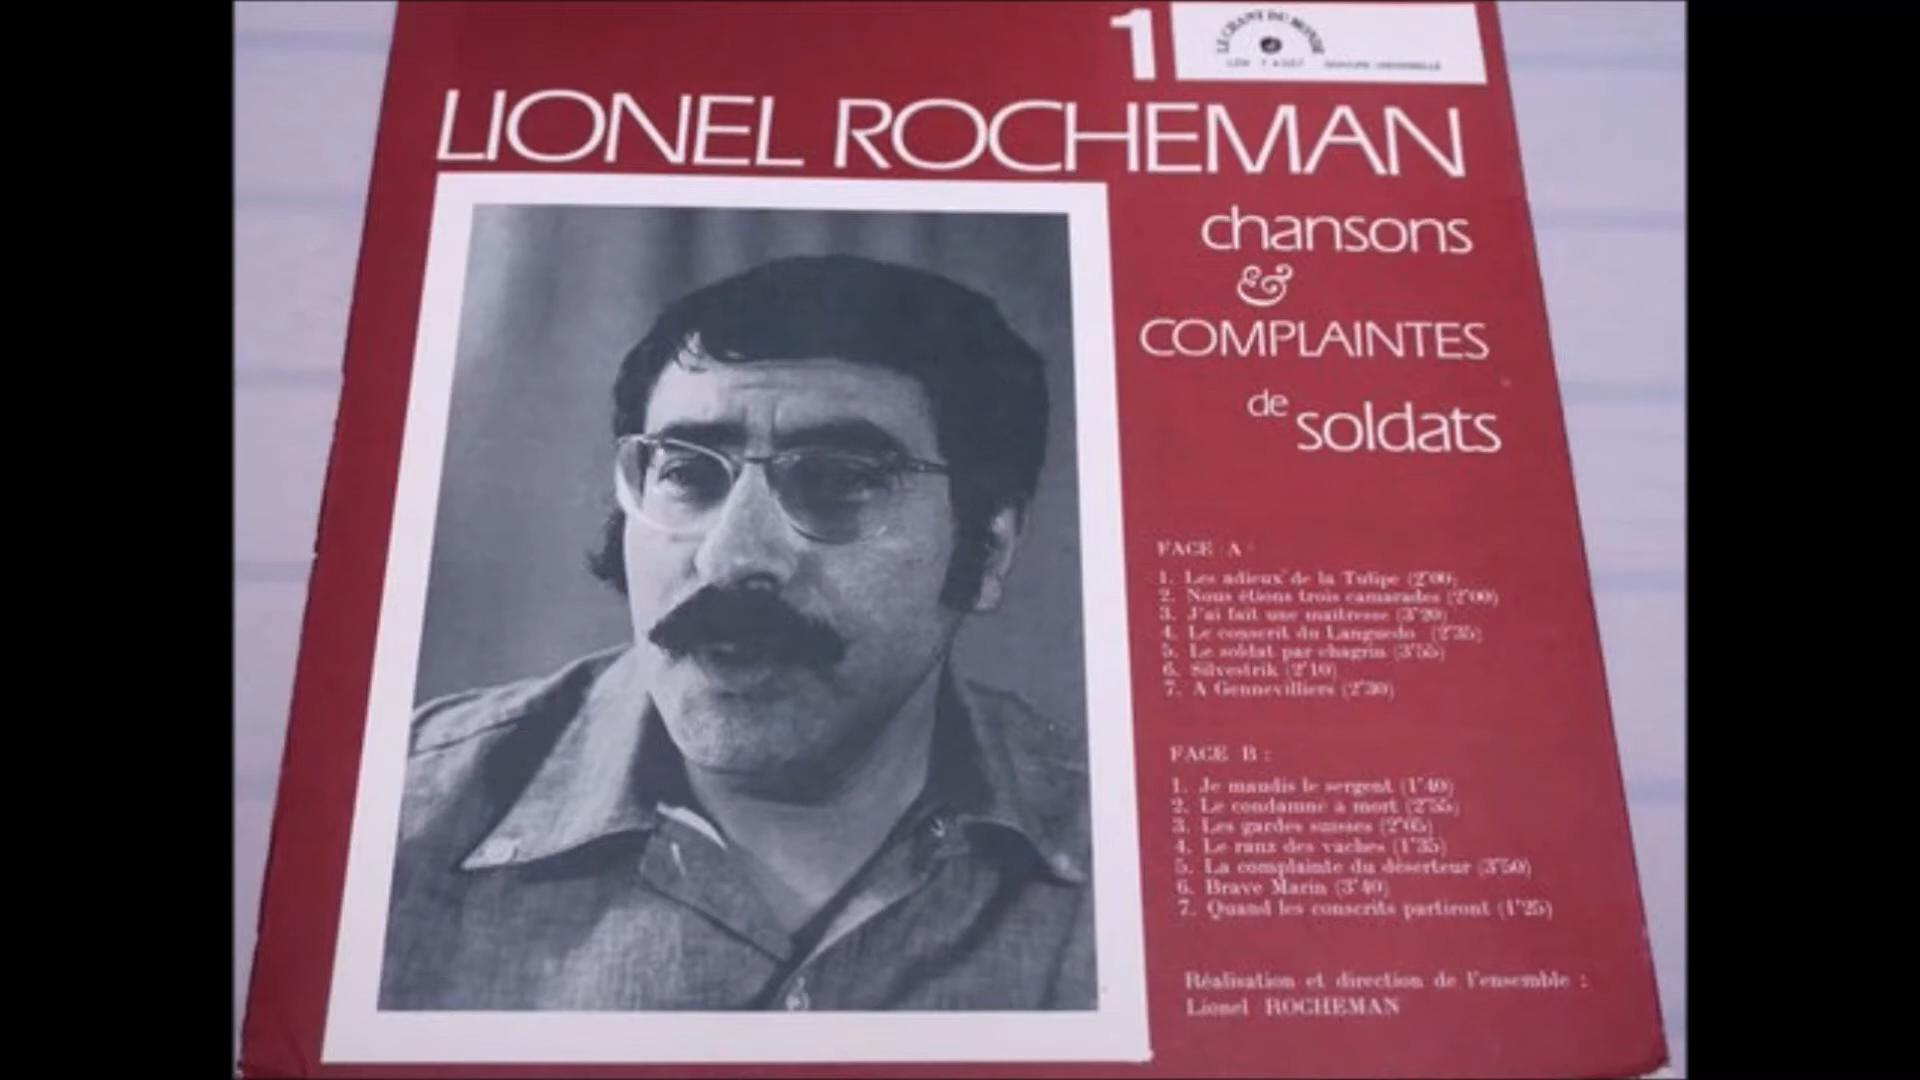 1
LE CHANT DU MONDE
LIONEL ROCHEMAN
chansons
&
COMPLAINTES
de soldats
FACE A :
1. Les adieux de la Tulipe (2'00)
2. Nous étions trois camarades (2'00)
3. J'ai fait une maîtresse (3'20)
4. Le conscrit du Languedo (2'35)
5. Le soldat par chagrin (3'55)
6. Silvestrik (2'10)
7. A Gennevilliers (2'30)
FACE B :
1. Je maudis le sergent (1'40)
2. Le condamné à mort (2'55)
3. Les gardes suisses (2'05)
4. Le ranz des vaches (1'35)
5. La complainte du déserteur (3'50)
6. Brave Marin (3'40)
7. Quand les conscrits partiront (1'25)
Réalisation et direction de l'ensemble :
Lionel ROCHEMAN